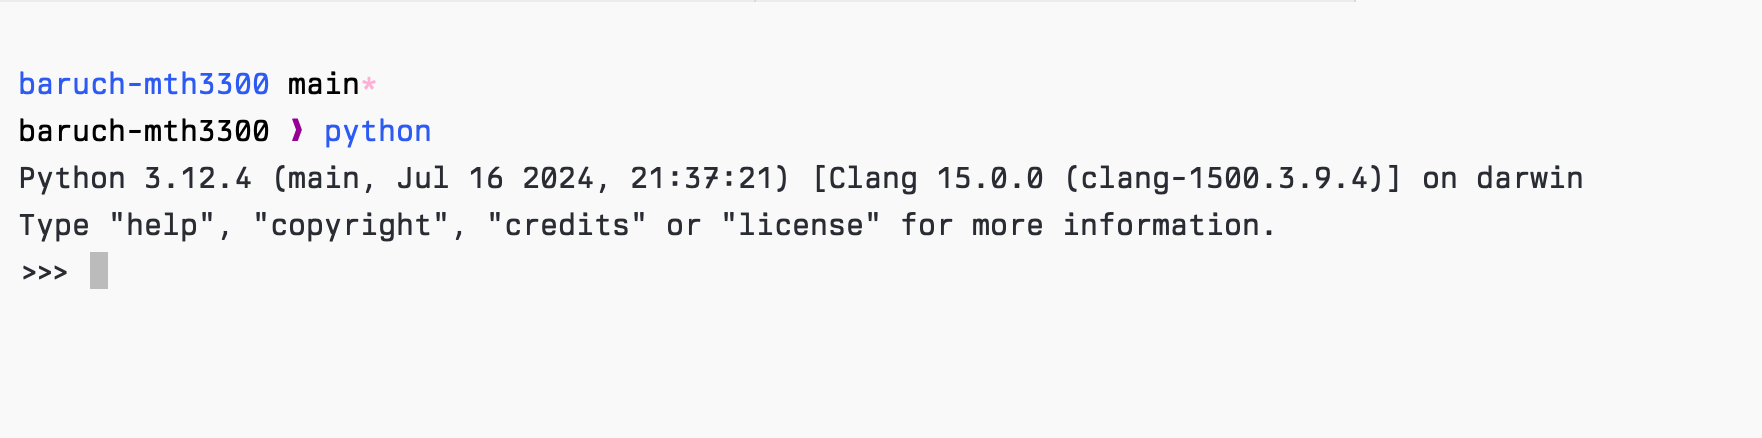 baruch-mth3300 main*
baruch-mth3300 ❱ python
Python 3.12.4 (main, Jul 16 2024, 21:37:21) [Clang 15.0.0 (clang-1500.3.9.4)] on darwin
Type "help", "copyright", "credits" or "license" for more information.
>>>